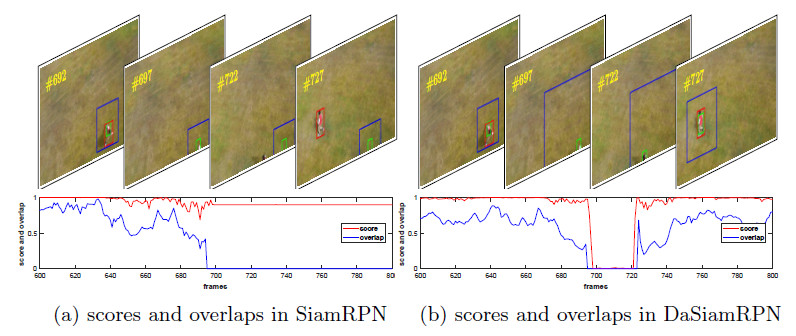 #692 #697 #722 #727
#692 #697 #722 #727
score and overlap
1
0.5
0
600 620 640 660 680 700 720 740 760 780 800
frames
score
overlap
score and overlap
1
0.5
0
600 620 640 660 680 700 720 740 760 780 800
frames
score
overlap
(a) scores and overlaps in SiamRPN
(b) scores and overlaps in DaSiamRPN